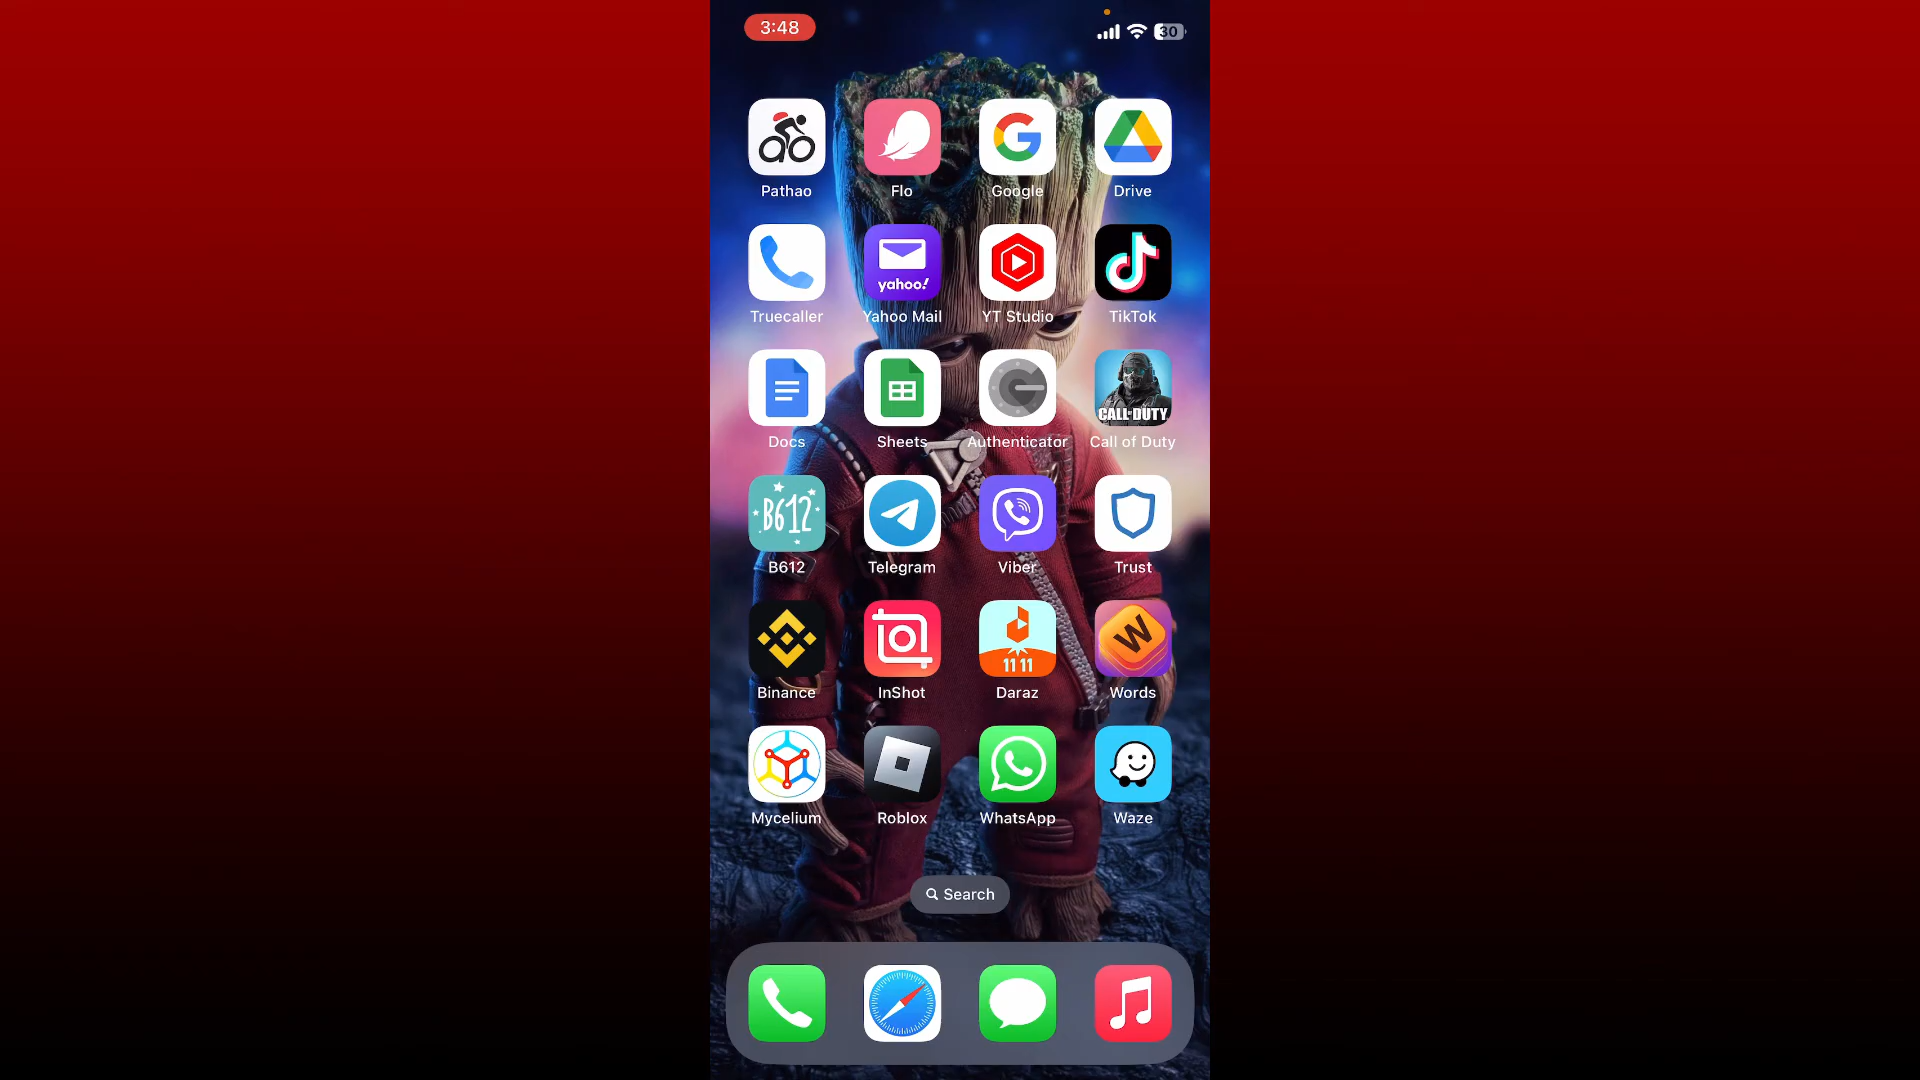 3:48
30
Pathao Flo Google Drive
yahoo!
Truecaller Yahoo Mail YT Studio TikTok
CALL OF DUTY
Docs Sheets Authenticator Call of Duty
B612
B612 Telegram Viber Trust
11 11
W
Binance InShot Daraz Words
Mycelium Roblox WhatsApp Waze
Search